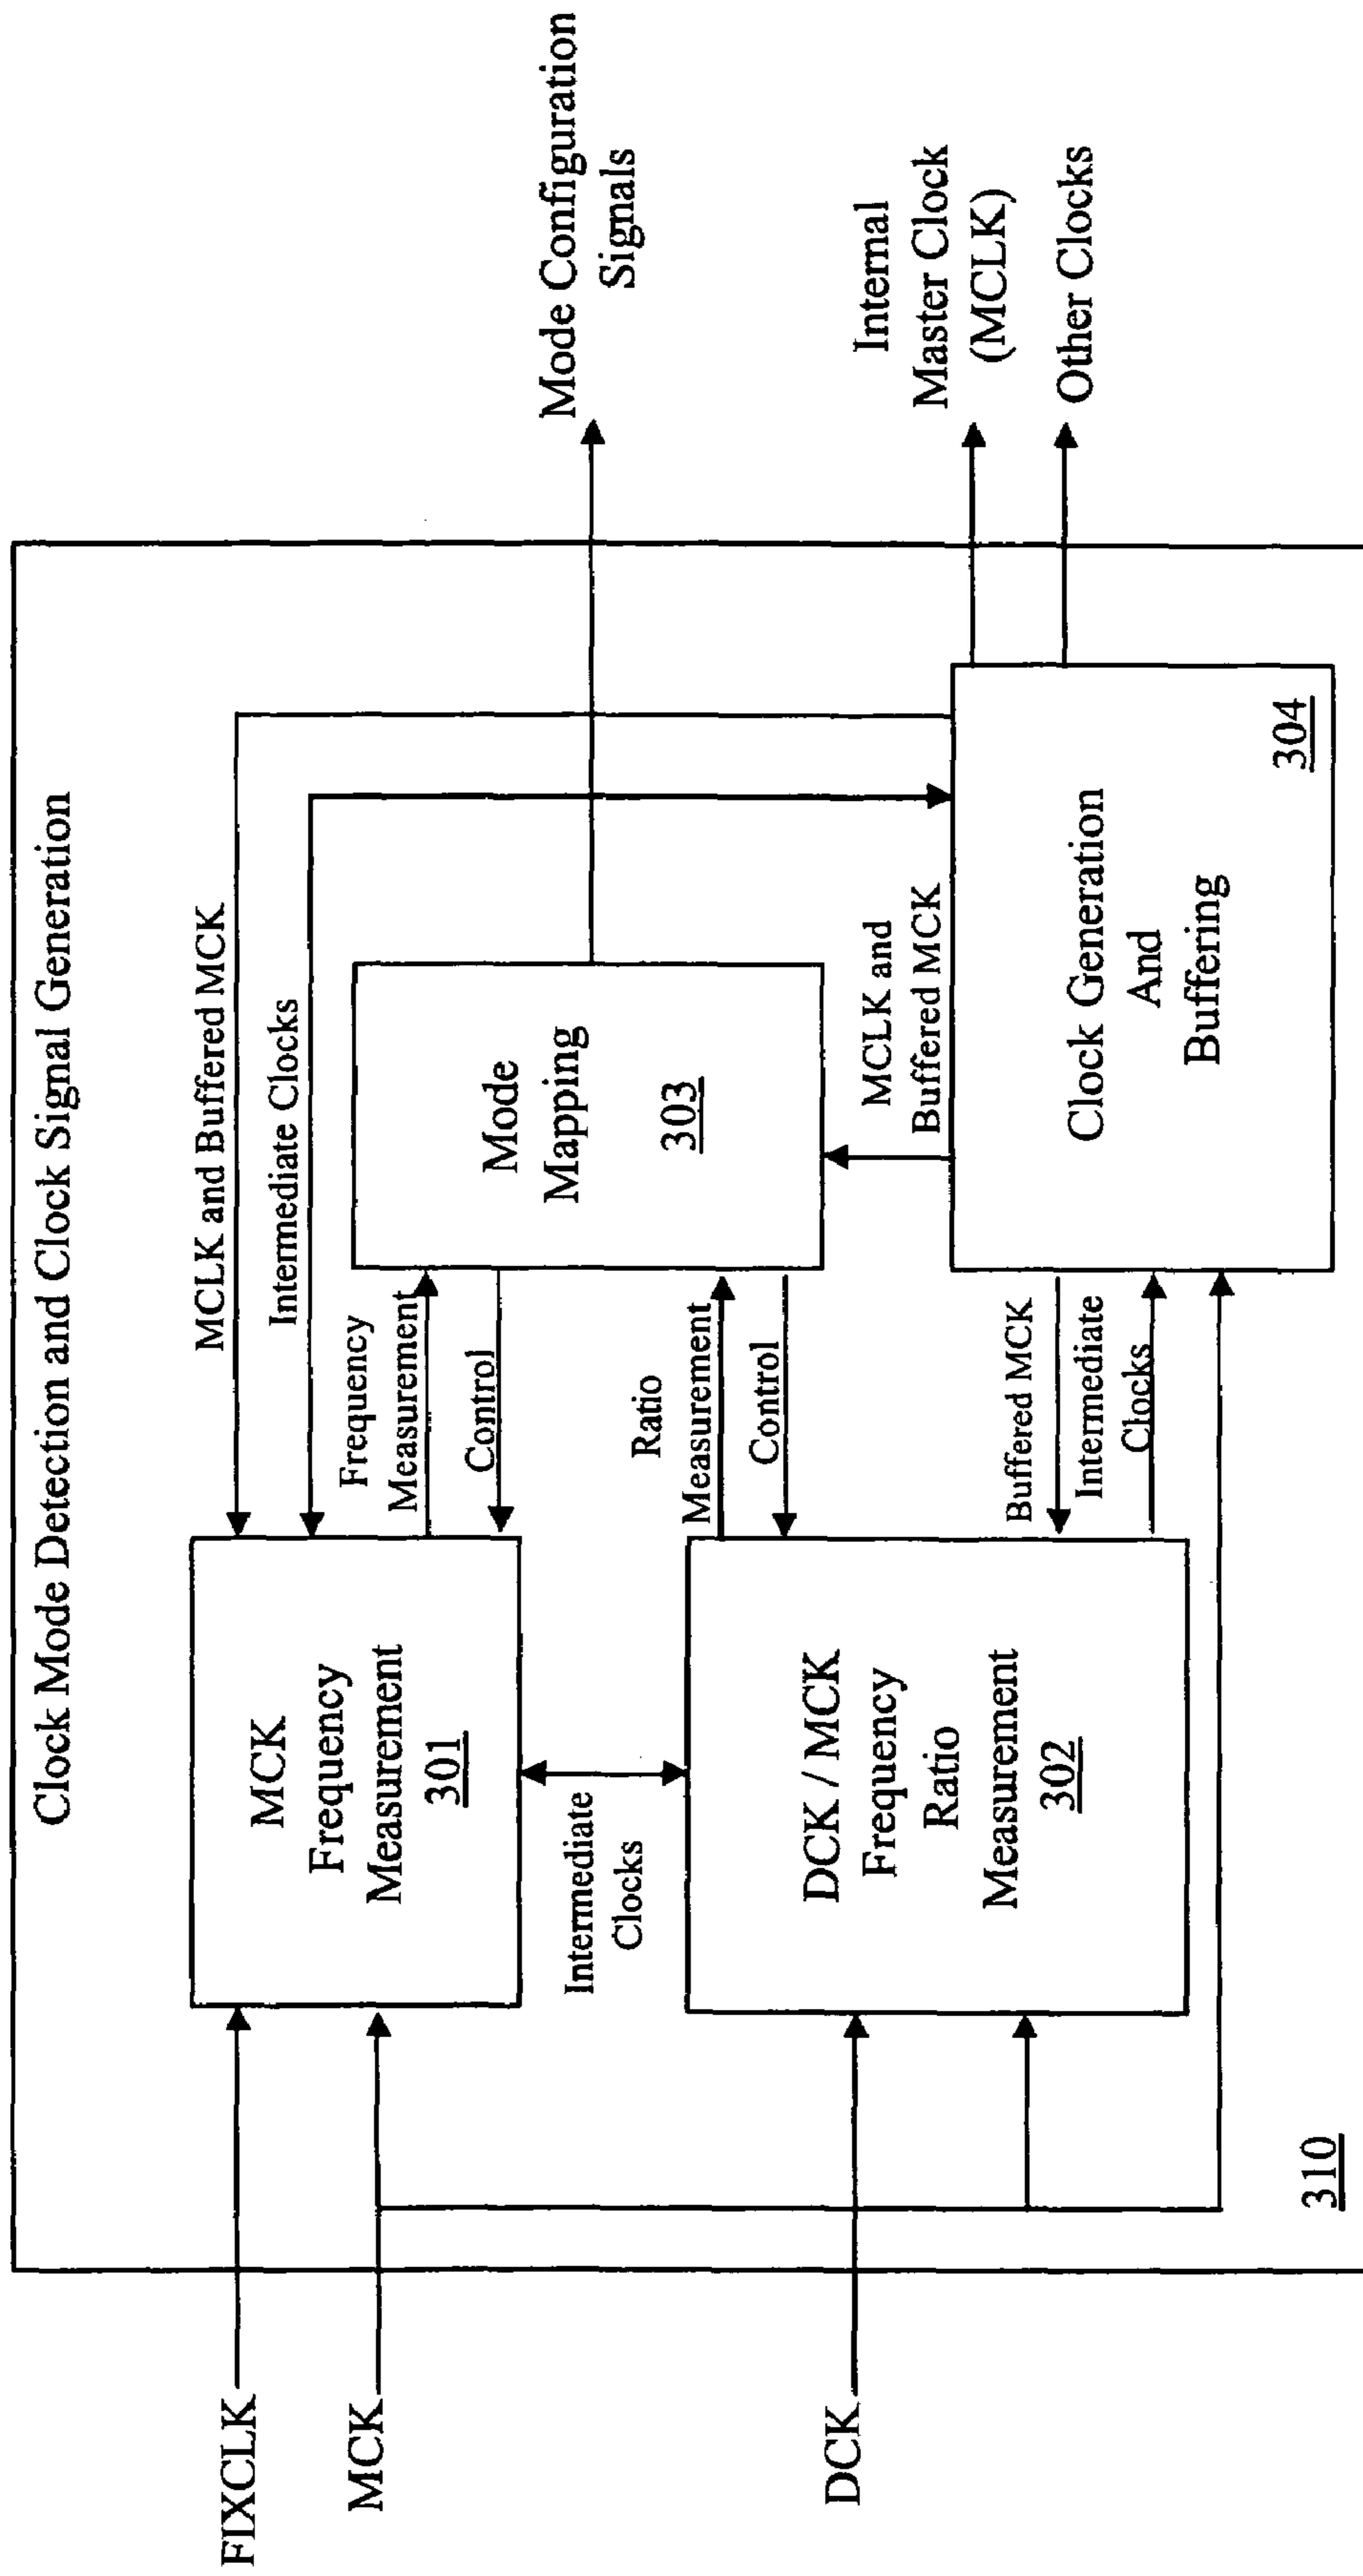 Clock Mode Detection and Clock Signal Generation
FIXCLK
MCK
DCK
MCK
Frequency
Measurement
301
Intermediate
Clocks
DCK / MCK
Frequency
Ratio
Measurement
302
MCLK and Buffered MCK
Intermediate Clocks
Frequency
Measurement
Control
Ratio
Measurement
Control
Buffered MCK
Intermediate
Clocks
Mode
Mapping
303
MCLK and
Buffered MCK
Clock Generation
And
Buffering
304
Mode Configuration
Signals
Internal
Master Clock
(MCLK)
Other Clocks
310